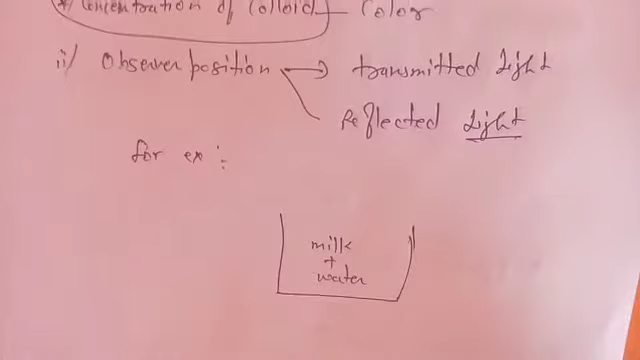 */ Concentration of Colloid — Color
ii/ Observer position → transmitted light
Reflected light
for ex :
milk
+
water